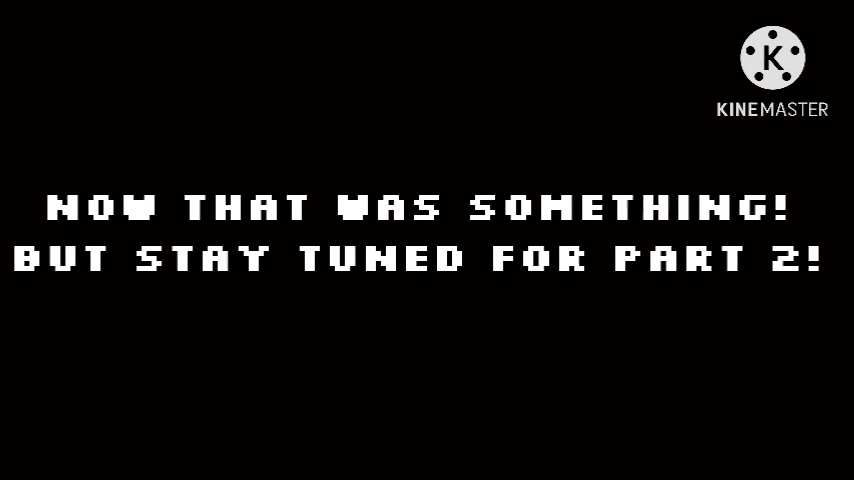 K
KINEMASTER
NOW THAT WAS SOMETHING!
BUT STAY TUNED FOR PART 2!